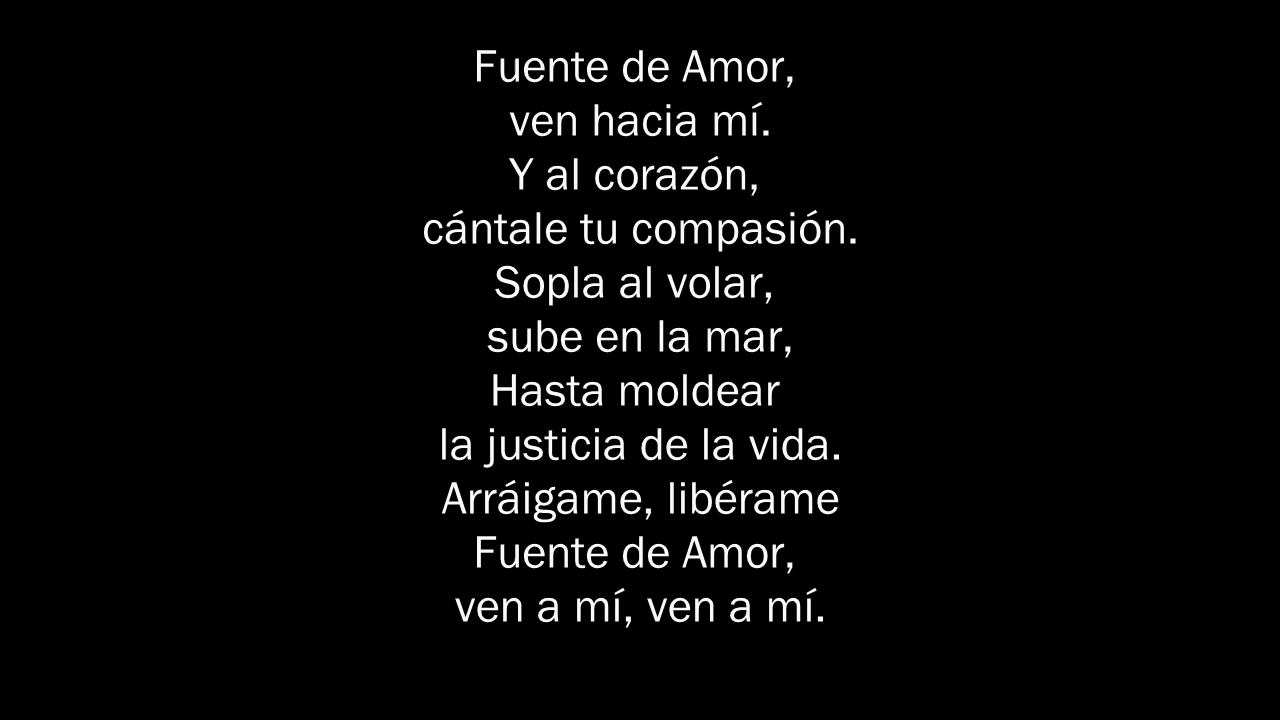 Fuente de Amor,
ven hacia mí.
Y al corazón,
cántale tu compasión.
Sopla al volar,
sube en la mar,
Hasta moldear
la justicia de la vida.
Arráigame, libérame
Fuente de Amor,
ven a mí, ven a mí.